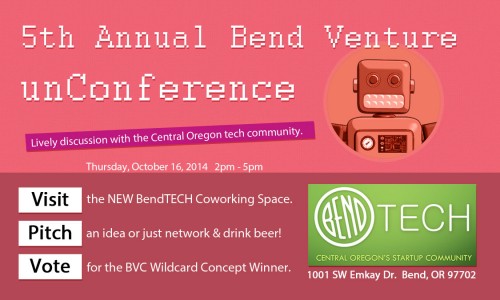 5th Annual Bend Venture
unConference
Lively discussion with the Central Oregon tech community.
Thursday, October 16, 2014 2pm - 5pm
Visit the NEW BendTECH Coworking Space.
Pitch an idea or just network & drink beer!
Vote for the BVC Wildcard Concept Winner.
BEND TECH
CENTRAL OREGON'S STARTUP COMMUNITY
1001 SW Emkay Dr. Bend, OR 97702